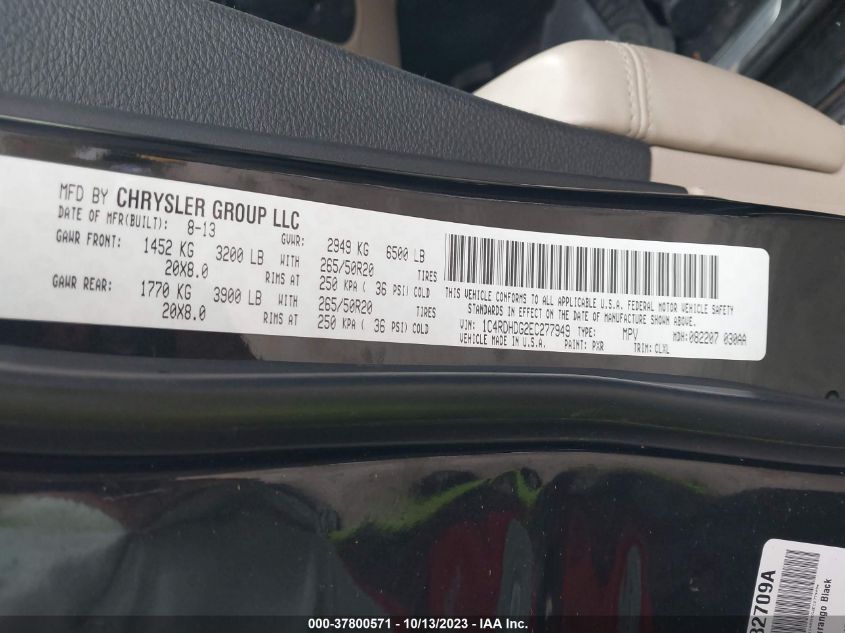 MFD BY CHRYSLER GROUP LLC
DATE OF MFR(BUILT): 8-13 GVWR: 2949 KG 6500 LB
GAWR FRONT: 1452 KG 3200 LB WITH 265/50R20 TIRES
20X8.0 RIMS AT 250 KPA ( 36 PSI) COLD
GAWR REAR: 1770 KG 3900 LB WITH 265/50R20 TIRES
20X8.0 RIMS AT 250 KPA ( 36 PSI) COLD
THIS VEHICLE CONFORMS TO ALL APPLICABLE U.S.A. FEDERAL MOTOR VEHICLE SAFETY
STANDARDS IN EFFECT ON THE DATE OF MANUFACTURE SHOWN ABOVE.
VIN: 1C4RDHDG2EC277949 TYPE: MPV MDH:082207 030AA
VEHICLE MADE IN U.S.A. PAINT: PXR TRIM:CLXL
32709A
rango Black
000-37800571 / 10/13/2023 - IAA Inc.